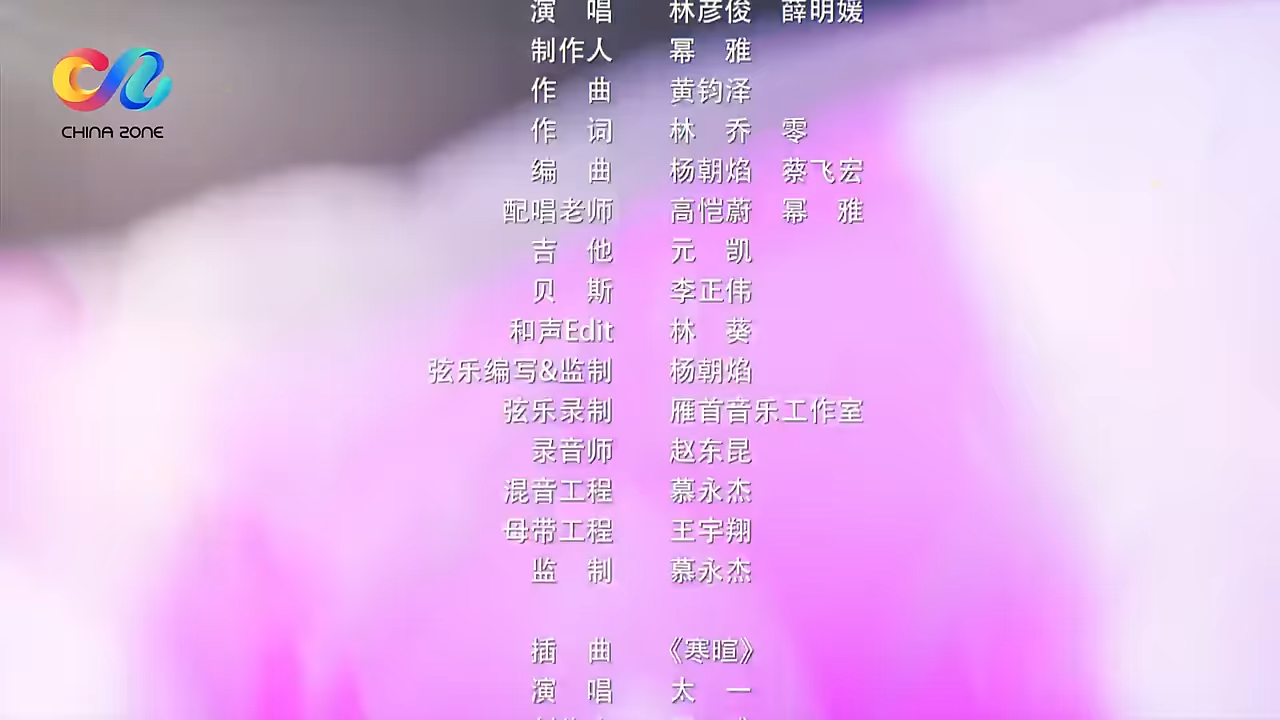 演 唱 林彦俊 薛明媛
CHINA ZONE
制作人 幂 雅
作 曲 黄钧泽
作 词 林 乔 零
编 曲 杨朝焰 蔡飞宏
配唱老师 高恺蔚 幂 雅
吉 他 元 凯
贝 斯 李正伟
和声Edit 林 葵
弦乐编写&监制 杨朝焰
弦乐录制 雁首音乐工作室
录音师 赵东昆
混音工程 慕永杰
母带工程 王宇翔
监 制 慕永杰
插 曲 《寒暄》
演 唱 太 一